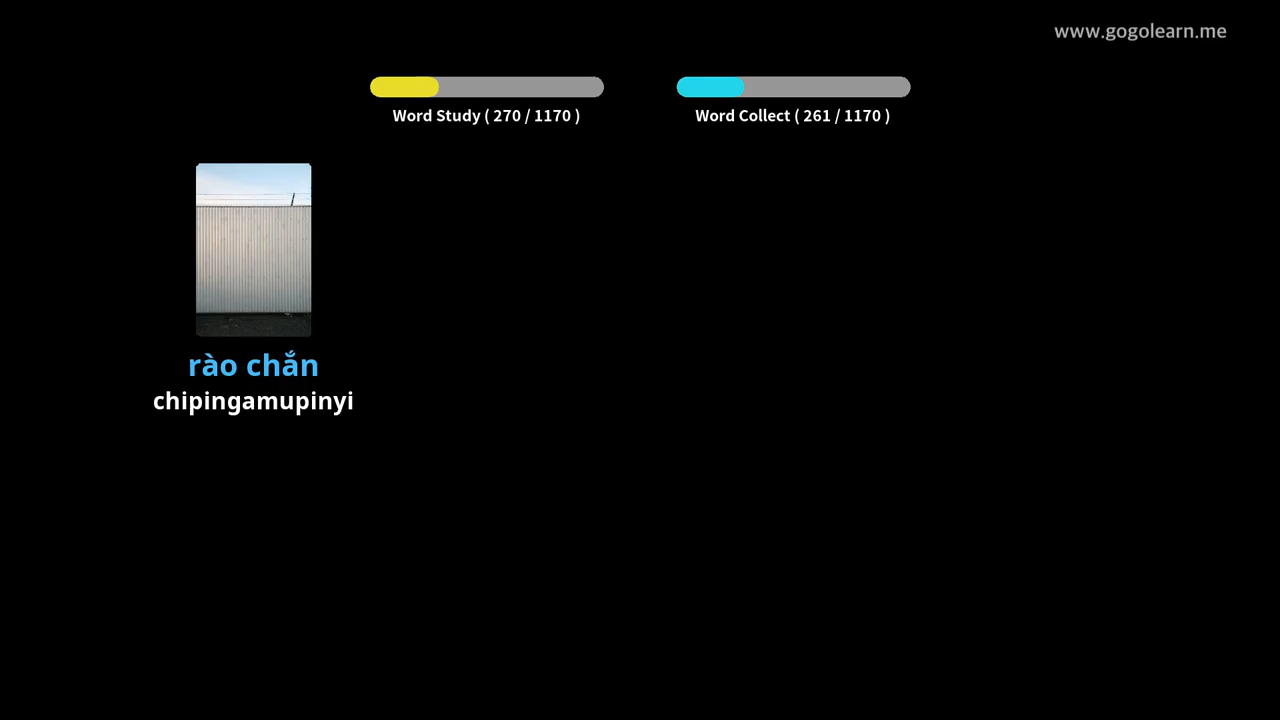 www.gogolearn.me
Word Study ( 270 / 1170 )
Word Collect ( 261 / 1170 )
rào chắn
chipingamupinyi